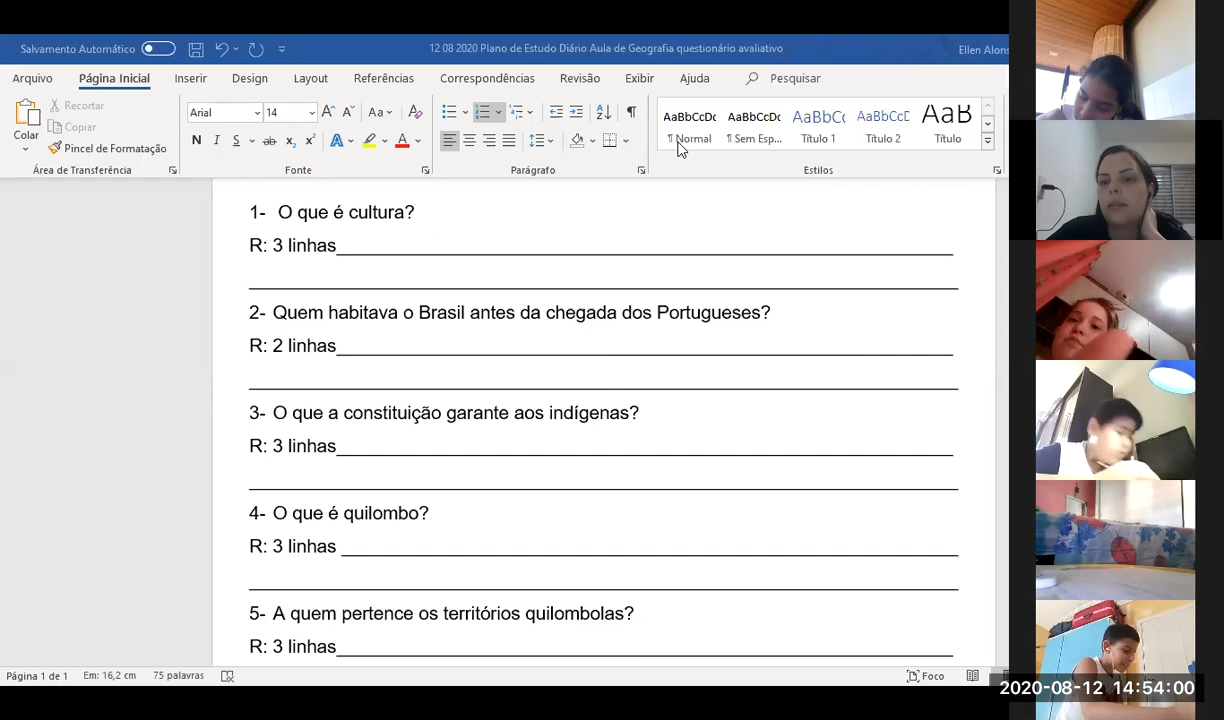 Salvamento Automático
12 08 2020 Plano de Estudo Diário Aula de Geografia questionário avaliativo
Ellen Alons
Arquivo Página Inicial Inserir Design Layout Referências Correspondências Revisão Exibir Ajuda Pesquisar
Colar
Recortar
Copiar
Pincel de Formatação
Área de Transferência
Arial 14
Aa
N I S ab x₂ x² A A
Fonte
Parágrafo
AaBbCcDc AaBbCcDc AaBbCc AaBbCcD AaB
¶ Normal ¶ Sem Esp... Título 1 Título 2 Título
Estilos
1- O que é cultura?
R: 3 linhas
2- Quem habitava o Brasil antes da chegada dos Portugueses?
R: 2 linhas
3- O que a constituição garante aos indígenas?
R: 3 linhas
4- O que é quilombo?
R: 3 linhas
5- A quem pertence os territórios quilombolas?
R: 3 linhas
Página 1 de 1 Em: 16,2 cm 75 palavras Foco
2020-08-12 14:54:00